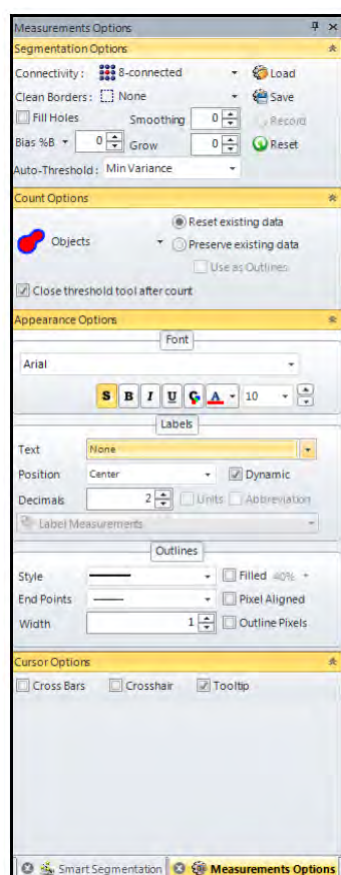 Measurements Options
Segmentation Options
Connectivity: 8-connected Load
Clean Borders: None Save
Fill Holes Smoothing 0 Record
Bias %B 0 Grow 0 Reset
Auto-Threshold: Min Variance
Count Options
Reset existing data
Objects Preserve existing data
Use as Outlines
Close threshold tool after count
Appearance Options
Font
Arial
S B I U G A 10
Labels
Text None
Position Center Dynamic
Decimals 2 Units Abbreviation
Label Measurements
Outlines
Style Filled 40%
End Points Pixel Aligned
Width 1 Outline Pixels
Cursor Options
Cross Bars Crosshair Tooltip
Smart Segmentation Measurements Options